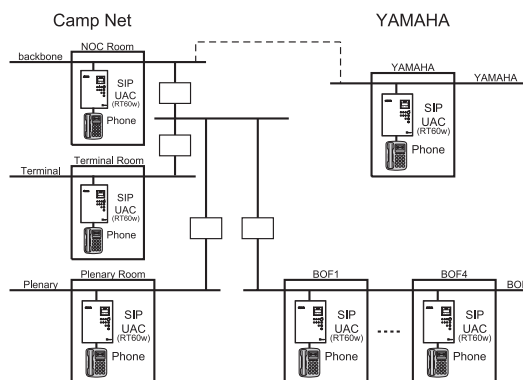 Camp Net
YAMAHA
NOC Room
backbone
SIP
UAC
(RT60w)
Phone
YAMAHA
YAMAHA
SIP
UAC
(RT60w)
Phone
Terminal Room
Terminal
SIP
UAC
(RT60w)
Phone
Plenary Room
Plenary
SIP
UAC
(RT60w)
Phone
BOF1
SIP
UAC
(RT60w)
Phone
BOF4
BOF
SIP
UAC
(RT60w)
Phone